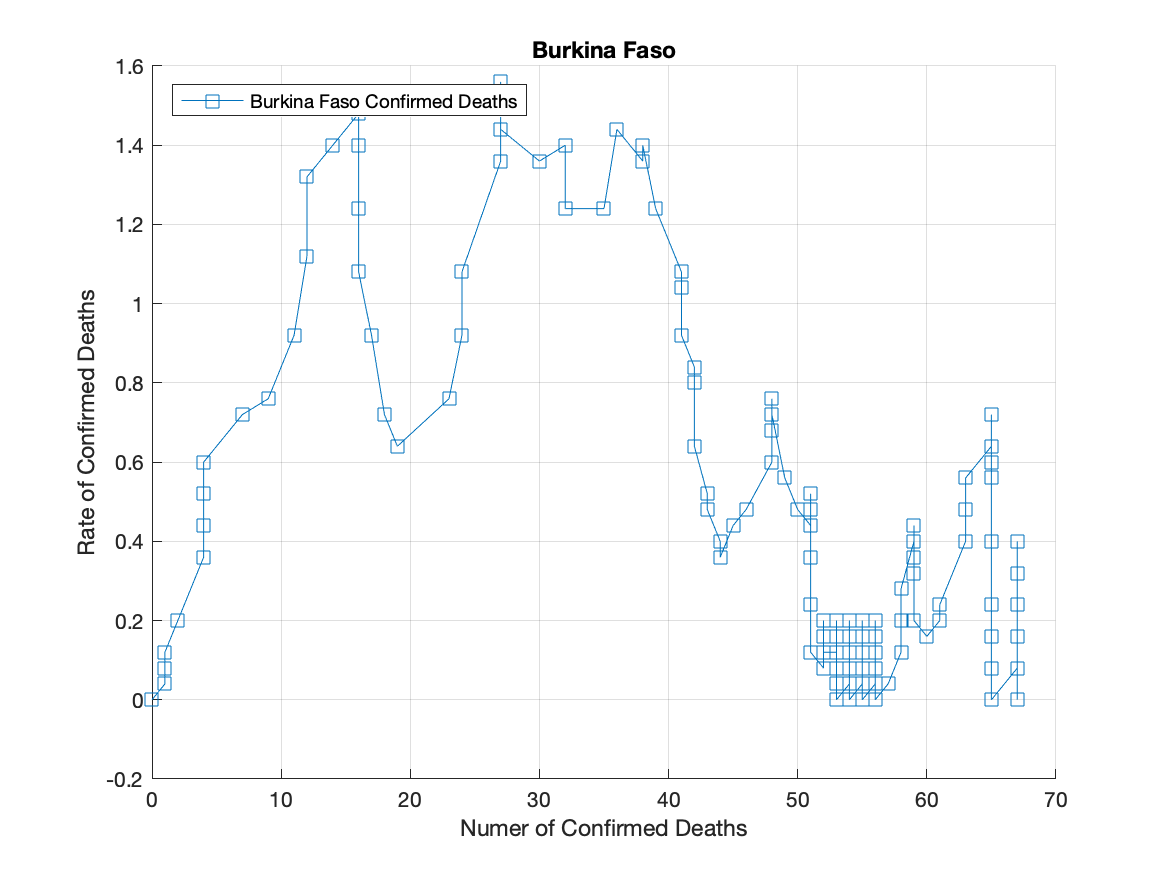 Burkina Faso
Burkina Faso Confirmed Deaths
1.6
1.4
1.2
1
0.8
0.6
0.4
0.2
0
-0.2
Rate of Confirmed Deaths
0 10 20 30 40 50 60 70
Numer of Confirmed Deaths